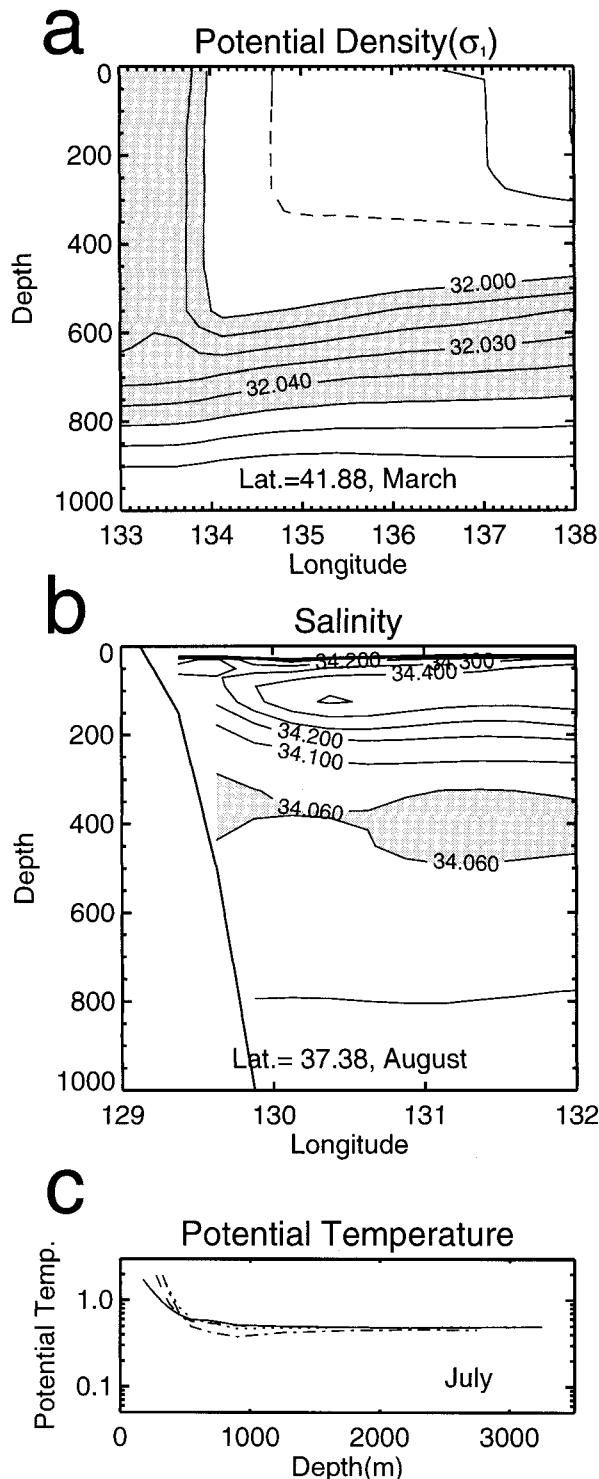 a
Potential Density(σ₁)
0
200
400
600
800
1000
Depth
32.000
32.030
32.040
Lat.=41.88, March
133 134 135 136 137 138
Longitude
b
Salinity
0
200
400
600
800
1000
Depth
34.200 34.300
34.400
34.200
34.100
34.060
34.060
Lat.= 37.38, August
129 130 131 132
Longitude
c
Potential Temperature
Potential Temp.
1.0
0.1
July
0 1000 2000 3000
Depth(m)